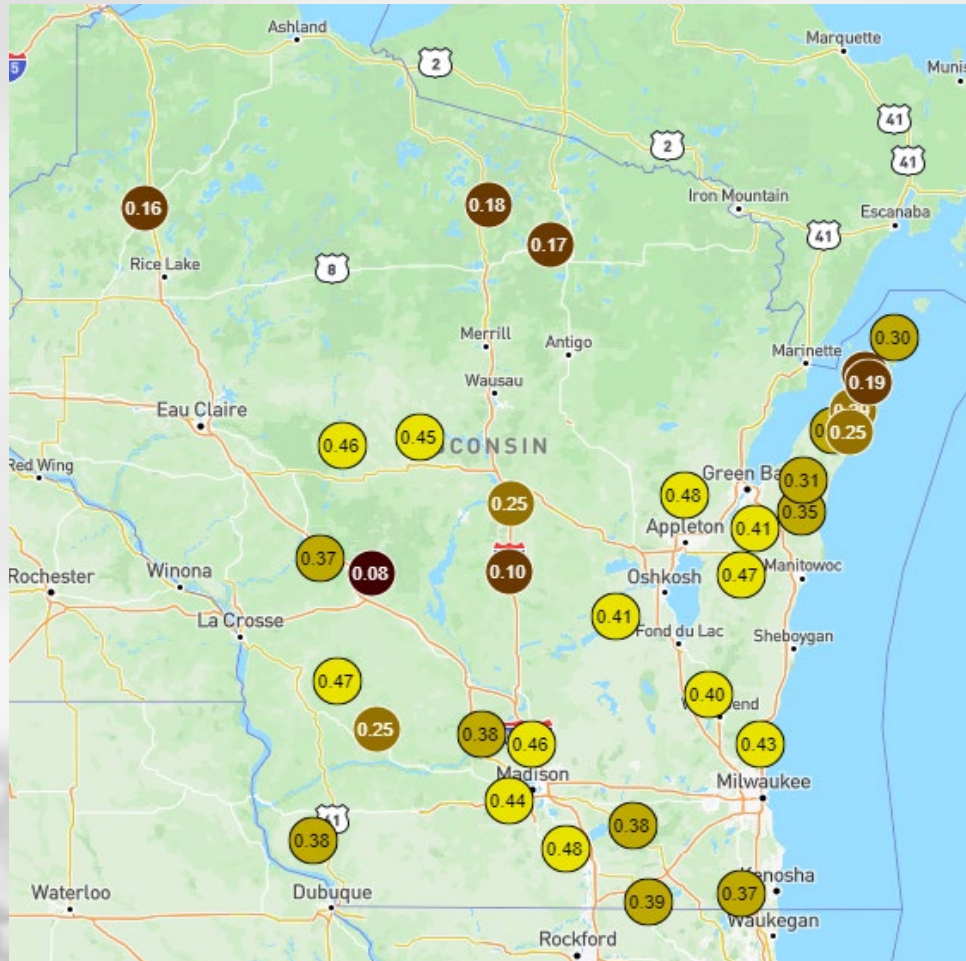 Ashland
Marquette
5
2
Munis
41
2
41
0.16
0.18
Iron Mountain
Escanaba
41
0.17
Rice Lake
8
0.30
Merrill
Antigo
Marinette
0.19
Wausau
Eau Claire
0.25
0.46
0.45
CONSIN
Red Wing
Green Ba
0.31
0.48
0.25
0.35
Appleton
0.41
0.37
0.08
0.10
Rochester
Winona
Oshkosh
0.47
Manitowoc
La Crosse
0.41
Fond du Lac
Sheboygan
0.47
0.40
end
0.25
0.38
0.46
0.43
Madison
Milwaukee
0.44
0.38
0.38
0.48
Waterloo
Dubuque
0.39
0.37
Kenosha
Waukegan
Rockford